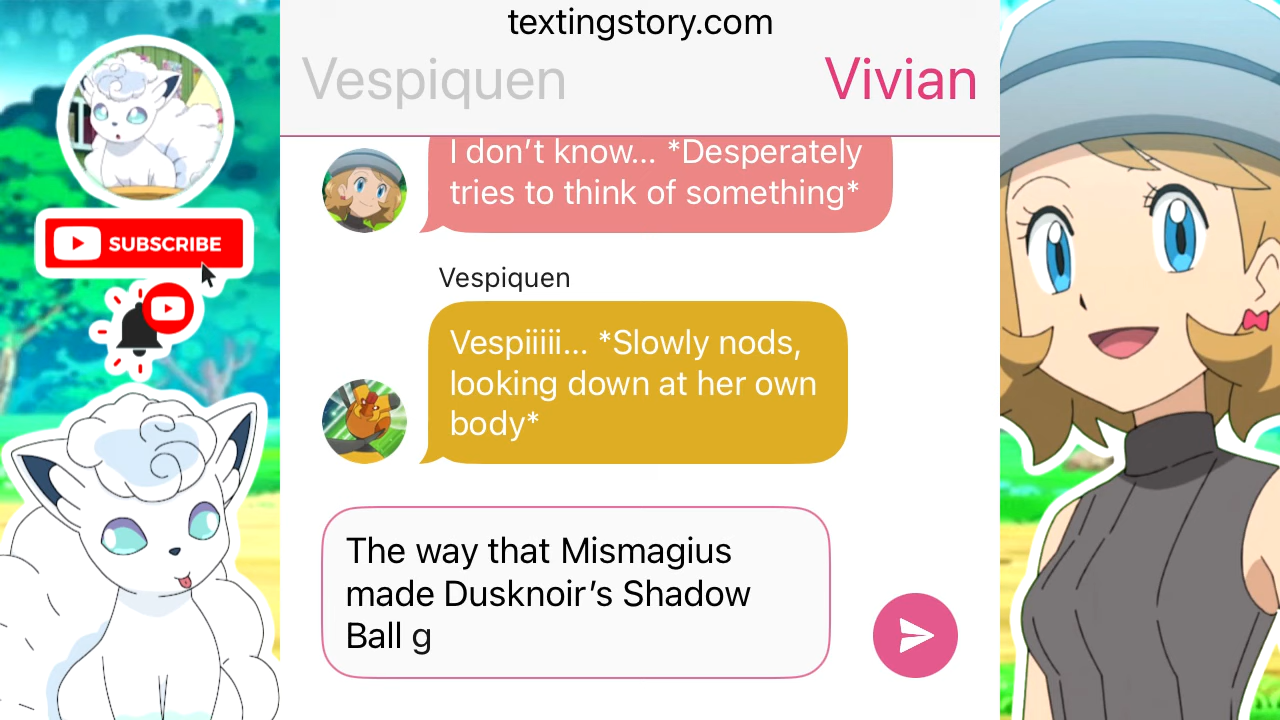 textingstory.com
Vespiquen
Vivian
I don’t know... *Desperately
tries to think of something*
SUBSCRIBE
Vespiquen
Vespiiiii... *Slowly nods,
looking down at her own
body*
The way that Mismagius
made Dusknoir’s Shadow
Ball g